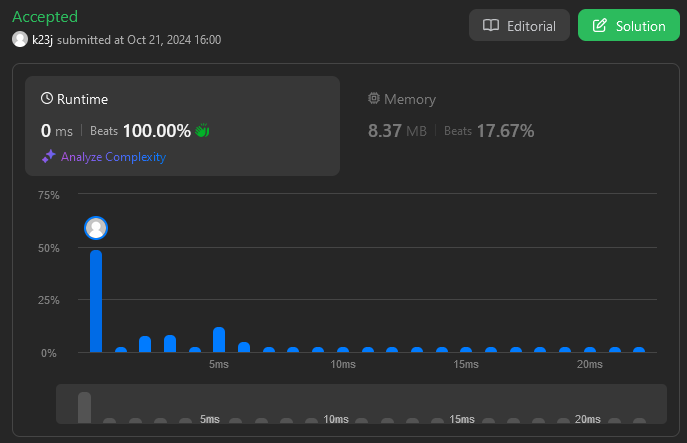 Accepted
k23j submitted at Oct 21, 2024 16:00
Editorial
Solution
Runtime
0 ms | Beats 100.00%
Analyze Complexity
Memory
8.37 MB | Beats 17.67%
75%
50%
25%
0%
5ms 10ms 15ms 20ms
5ms 10ms 15ms 20ms